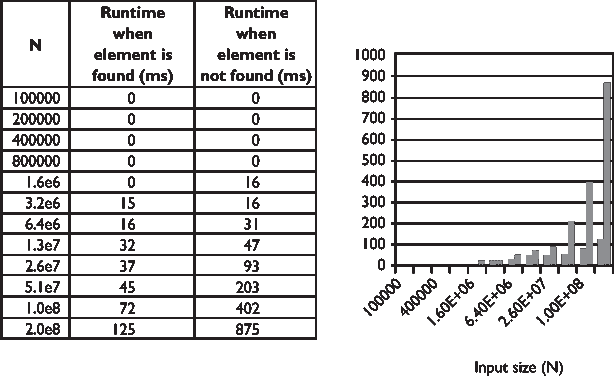 N
Runtime when element is found (ms)
Runtime when element is not found (ms)
100000 0 0
200000 0 0
400000 0 0
800000 0 0
1.6e6 0 16
3.2e6 15 16
6.4e6 16 31
1.3e7 32 47
2.6e7 37 93
5.1e7 45 203
1.0e8 72 402
2.0e8 125 875
1000
900
800
700
600
500
400
300
200
100
0
100000
400000
1.60E+06
6.40E+06
2.60E+07
1.00E+08
Input size (N)